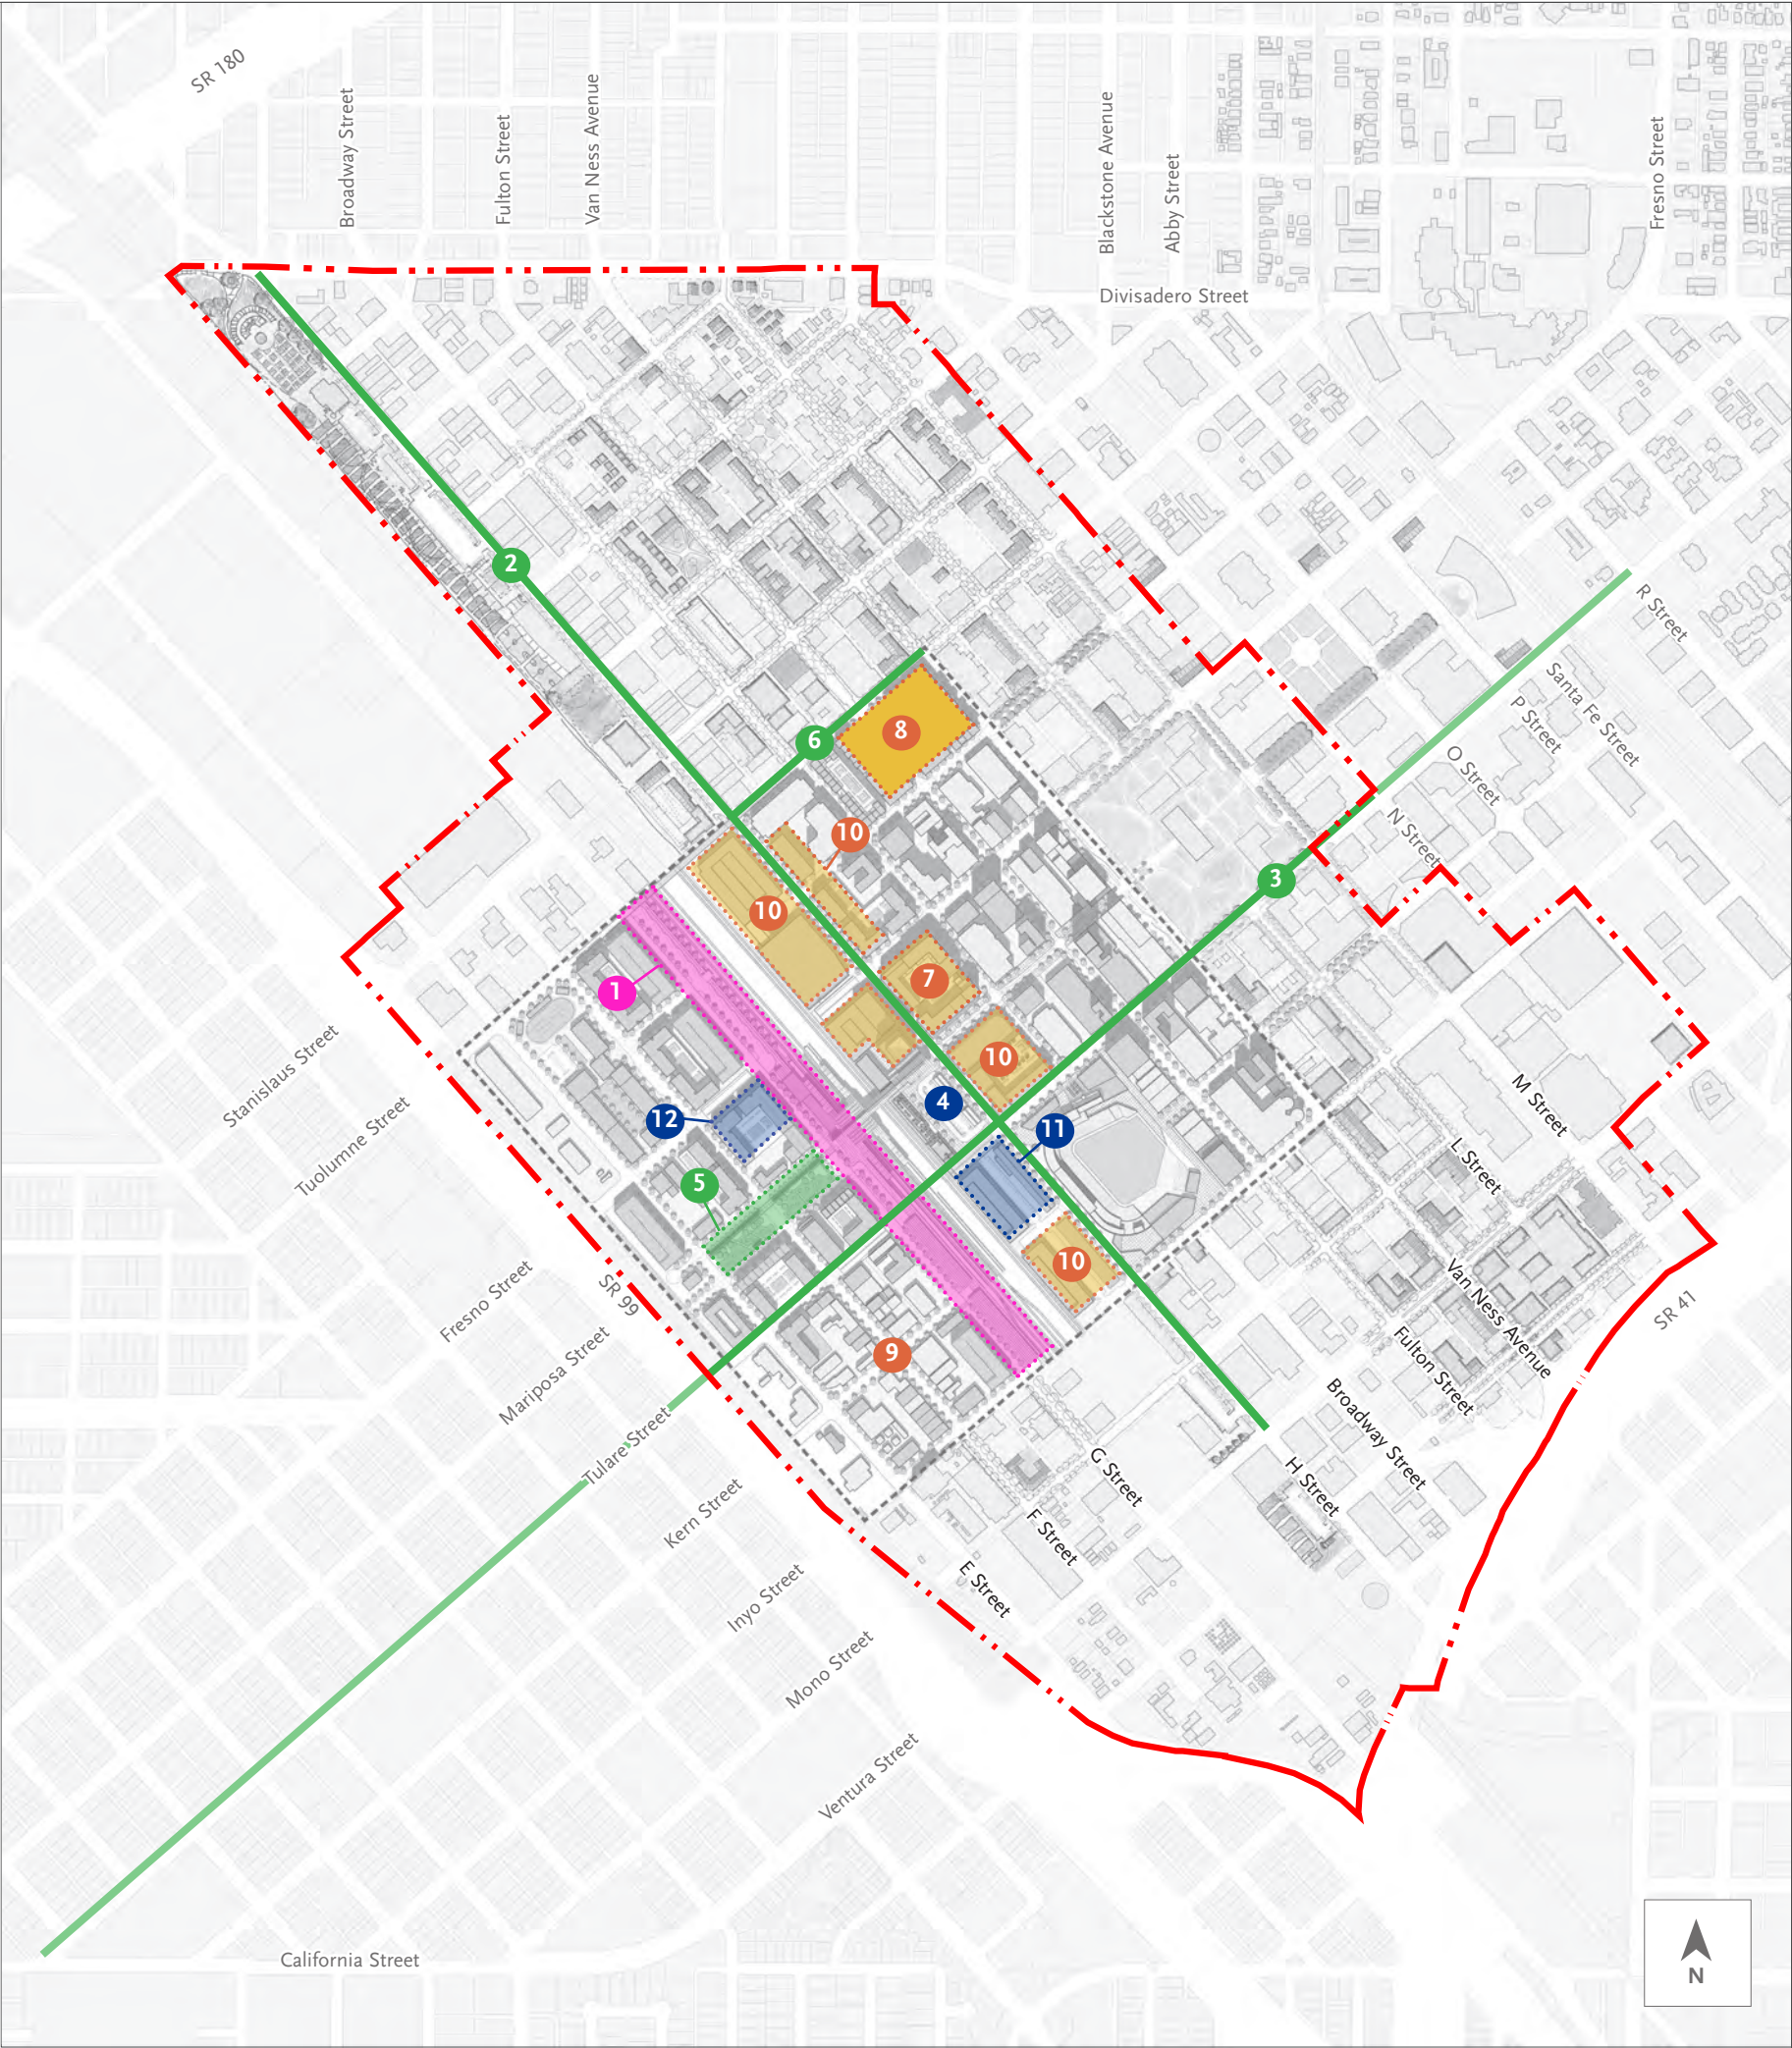 SR 180
Broadway Street
Fulton Street
Van Ness Avenue
Blackstone Avenue
Abby Street
Fresno Street
Divisadero Street
2
R Street
Santa Fe Street
P Street
O Street
N Street
6
8
10
3
10
7
1
10
4
12
11
5
10
9
Stanislaus Street
Tuolumne Street
Fresno Street
SR 99
Mariposa Street
Tulare Street
Kern Street
Inyo Street
Mono Street
Ventura Street
M Street
L Street
Van Ness Avenue
SR 41
Fulton Street
Broadway Street
H Street
G Street
F Street
E Street
California Street
N